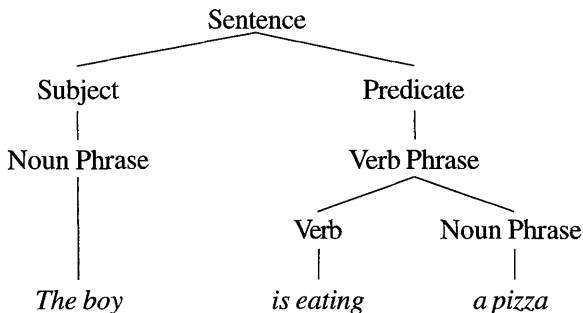 Sentence
Subject Predicate
Noun Phrase Verb Phrase
Verb Noun Phrase
The boy is eating a pizza